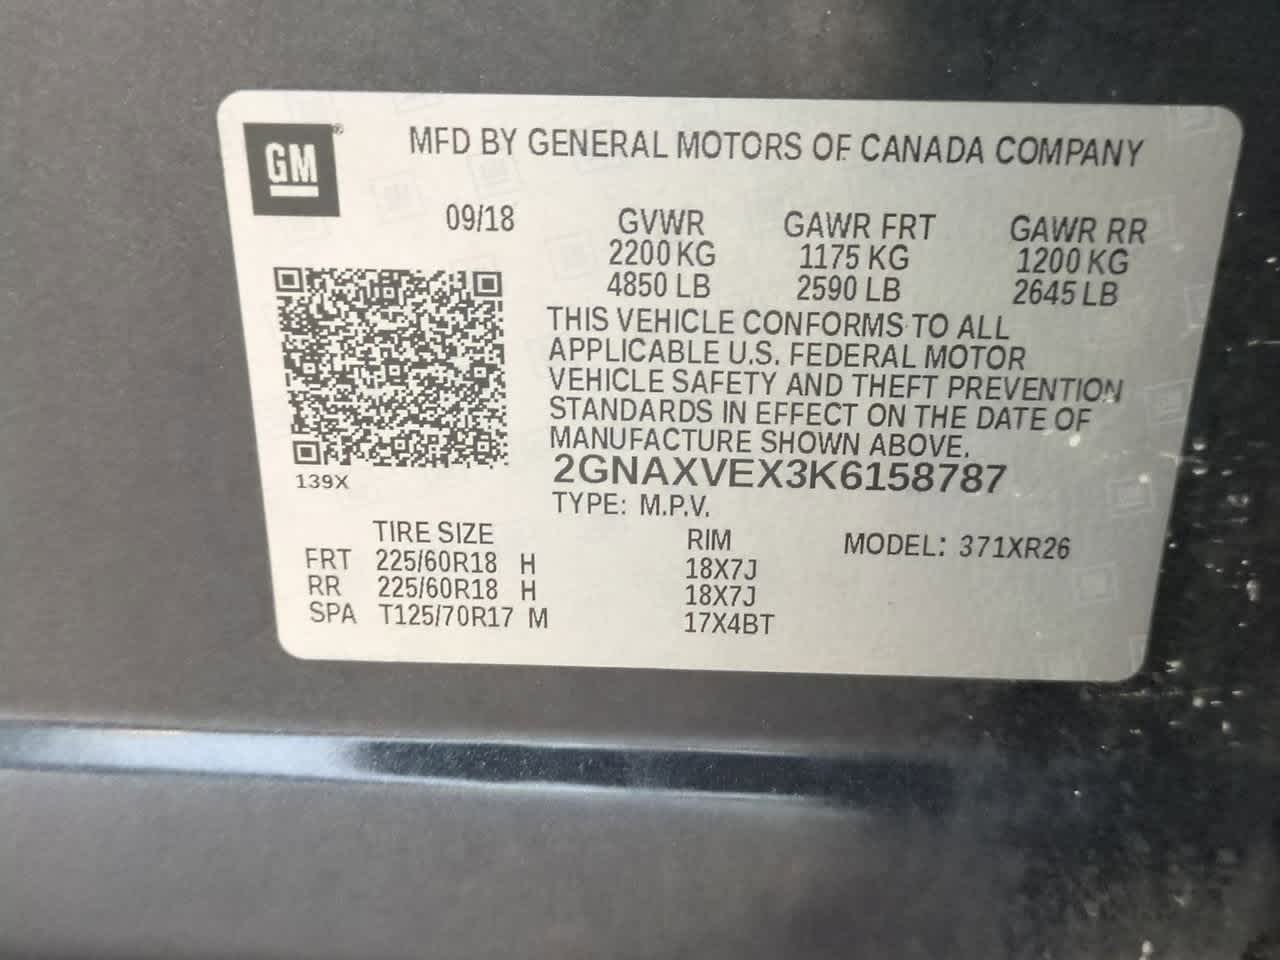 GM®
MFD BY GENERAL MOTORS OF CANADA COMPANY
09/18 GVWR GAWR FRT GAWR RR
2200 KG 1175 KG 1200 KG
4850 LB 2590 LB 2645 LB
THIS VEHICLE CONFORMS TO ALL
APPLICABLE U.S. FEDERAL MOTOR
VEHICLE SAFETY AND THEFT PREVENTION
STANDARDS IN EFFECT ON THE DATE OF
MANUFACTURE SHOWN ABOVE.
2GNAXVEX3K6158787
139X
TYPE: M.P.V.
TIRE SIZE RIM MODEL: 371XR26
FRT 225/60R18 H 18X7J
RR 225/60R18 H 18X7J
SPA T125/70R17 M 17X4BT